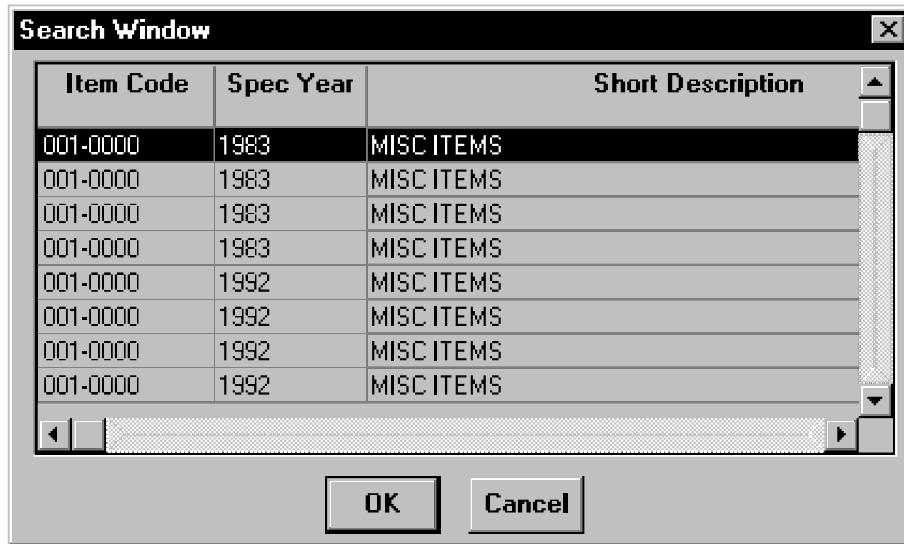 Search Window
Item Code Spec Year Short Description
001-0000 1983 MISC ITEMS
001-0000 1983 MISC ITEMS
001-0000 1983 MISC ITEMS
001-0000 1983 MISC ITEMS
001-0000 1992 MISC ITEMS
001-0000 1992 MISC ITEMS
001-0000 1992 MISC ITEMS
001-0000 1992 MISC ITEMS
OK Cancel